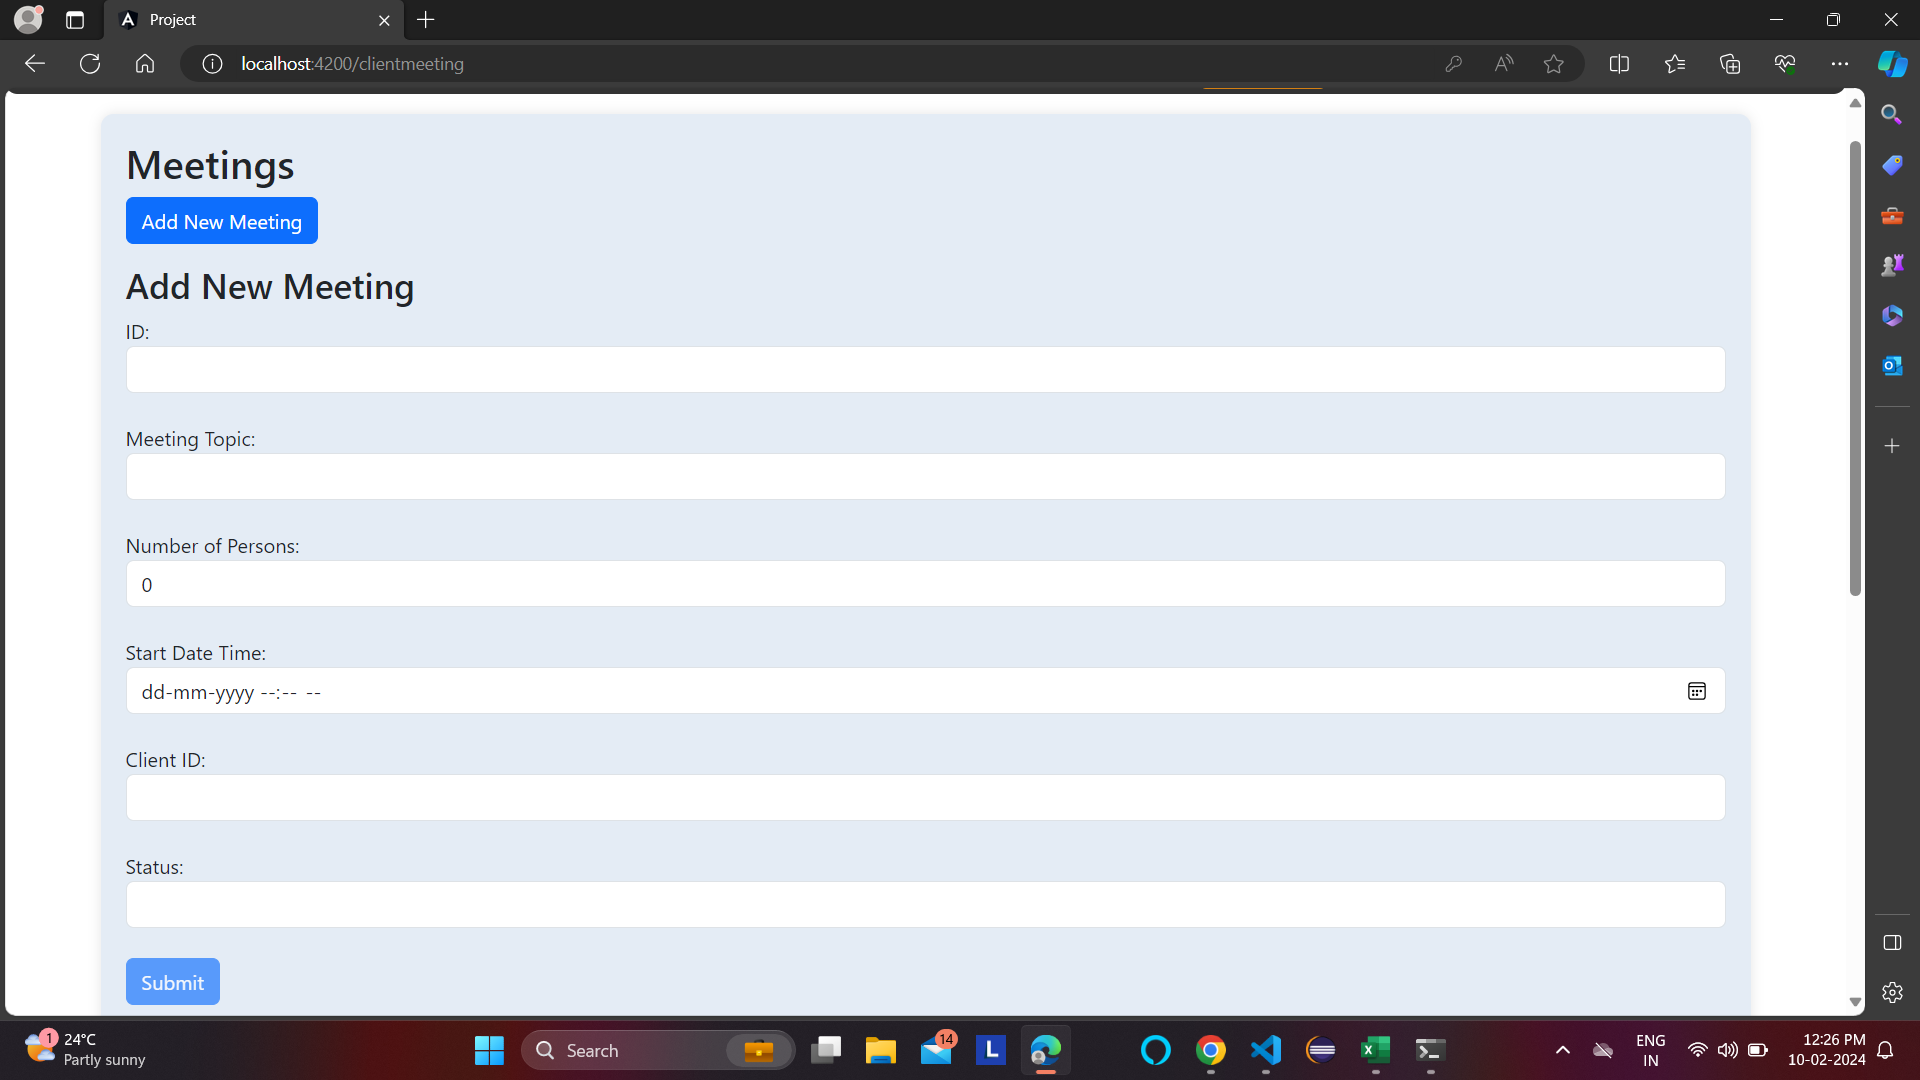 Project
localhost:4200/clientmeeting
Meetings
Add New Meeting
Add New Meeting
ID:
Meeting Topic:
Number of Persons:
0
Start Date Time:
dd-mm-yyyy --:-- --
Client ID:
Status:
Submit
1
24°C
Partly sunny
Search
14
L
ENG
IN
12:26 PM
10-02-2024